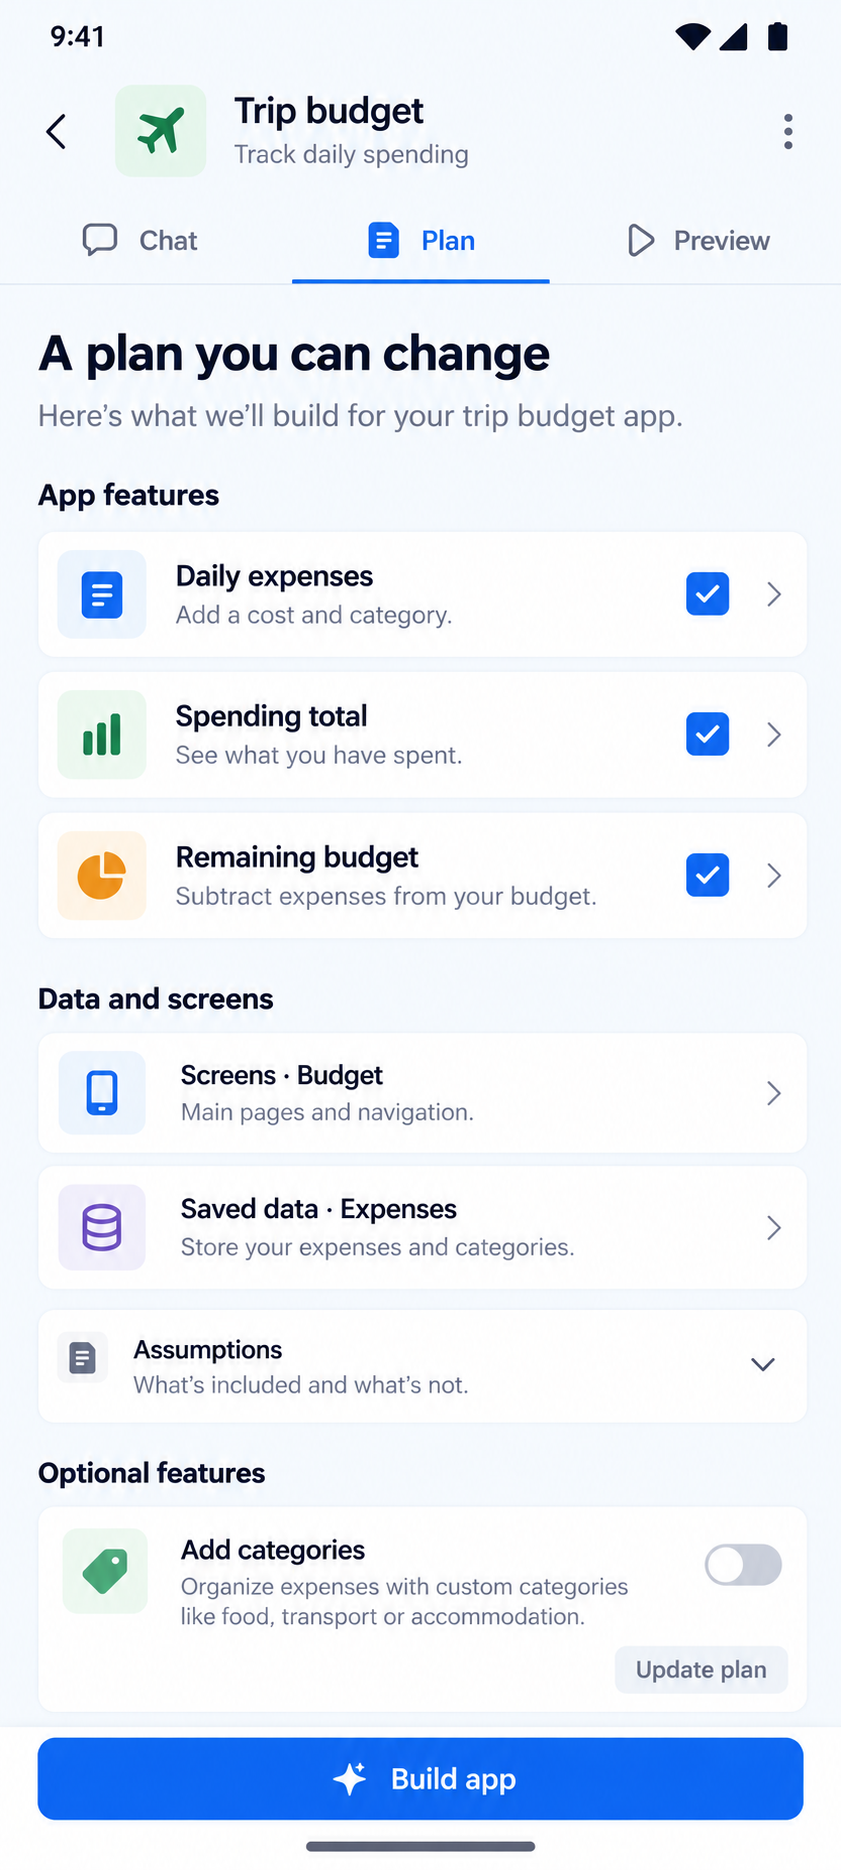 9:41
Trip budget
Track daily spending
Chat
Plan
Preview
A plan you can change
Here's what we'll build for your trip budget app.
App features
Daily expenses
Add a cost and category.
Spending total
See what you have spent.
Remaining budget
Subtract expenses from your budget.
Data and screens
Screens · Budget
Main pages and navigation.
Saved data · Expenses
Store your expenses and categories.
Assumptions
What's included and what's not.
Optional features
Add categories
Organize expenses with custom categories
like food, transport or accommodation.
Update plan
Build app